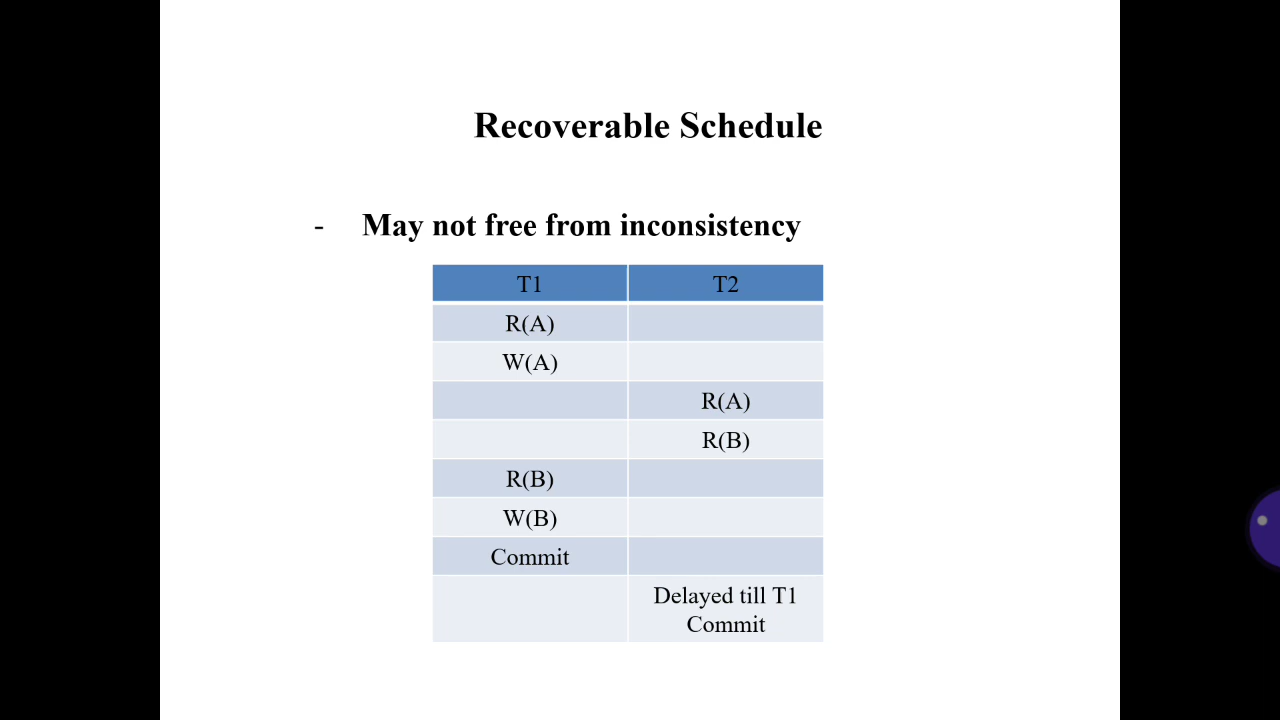 Recoverable Schedule
- May not free from inconsistency
T1 T2
R(A)
W(A)
R(A)
R(B)
R(B)
W(B)
Commit
Delayed till T1
Commit